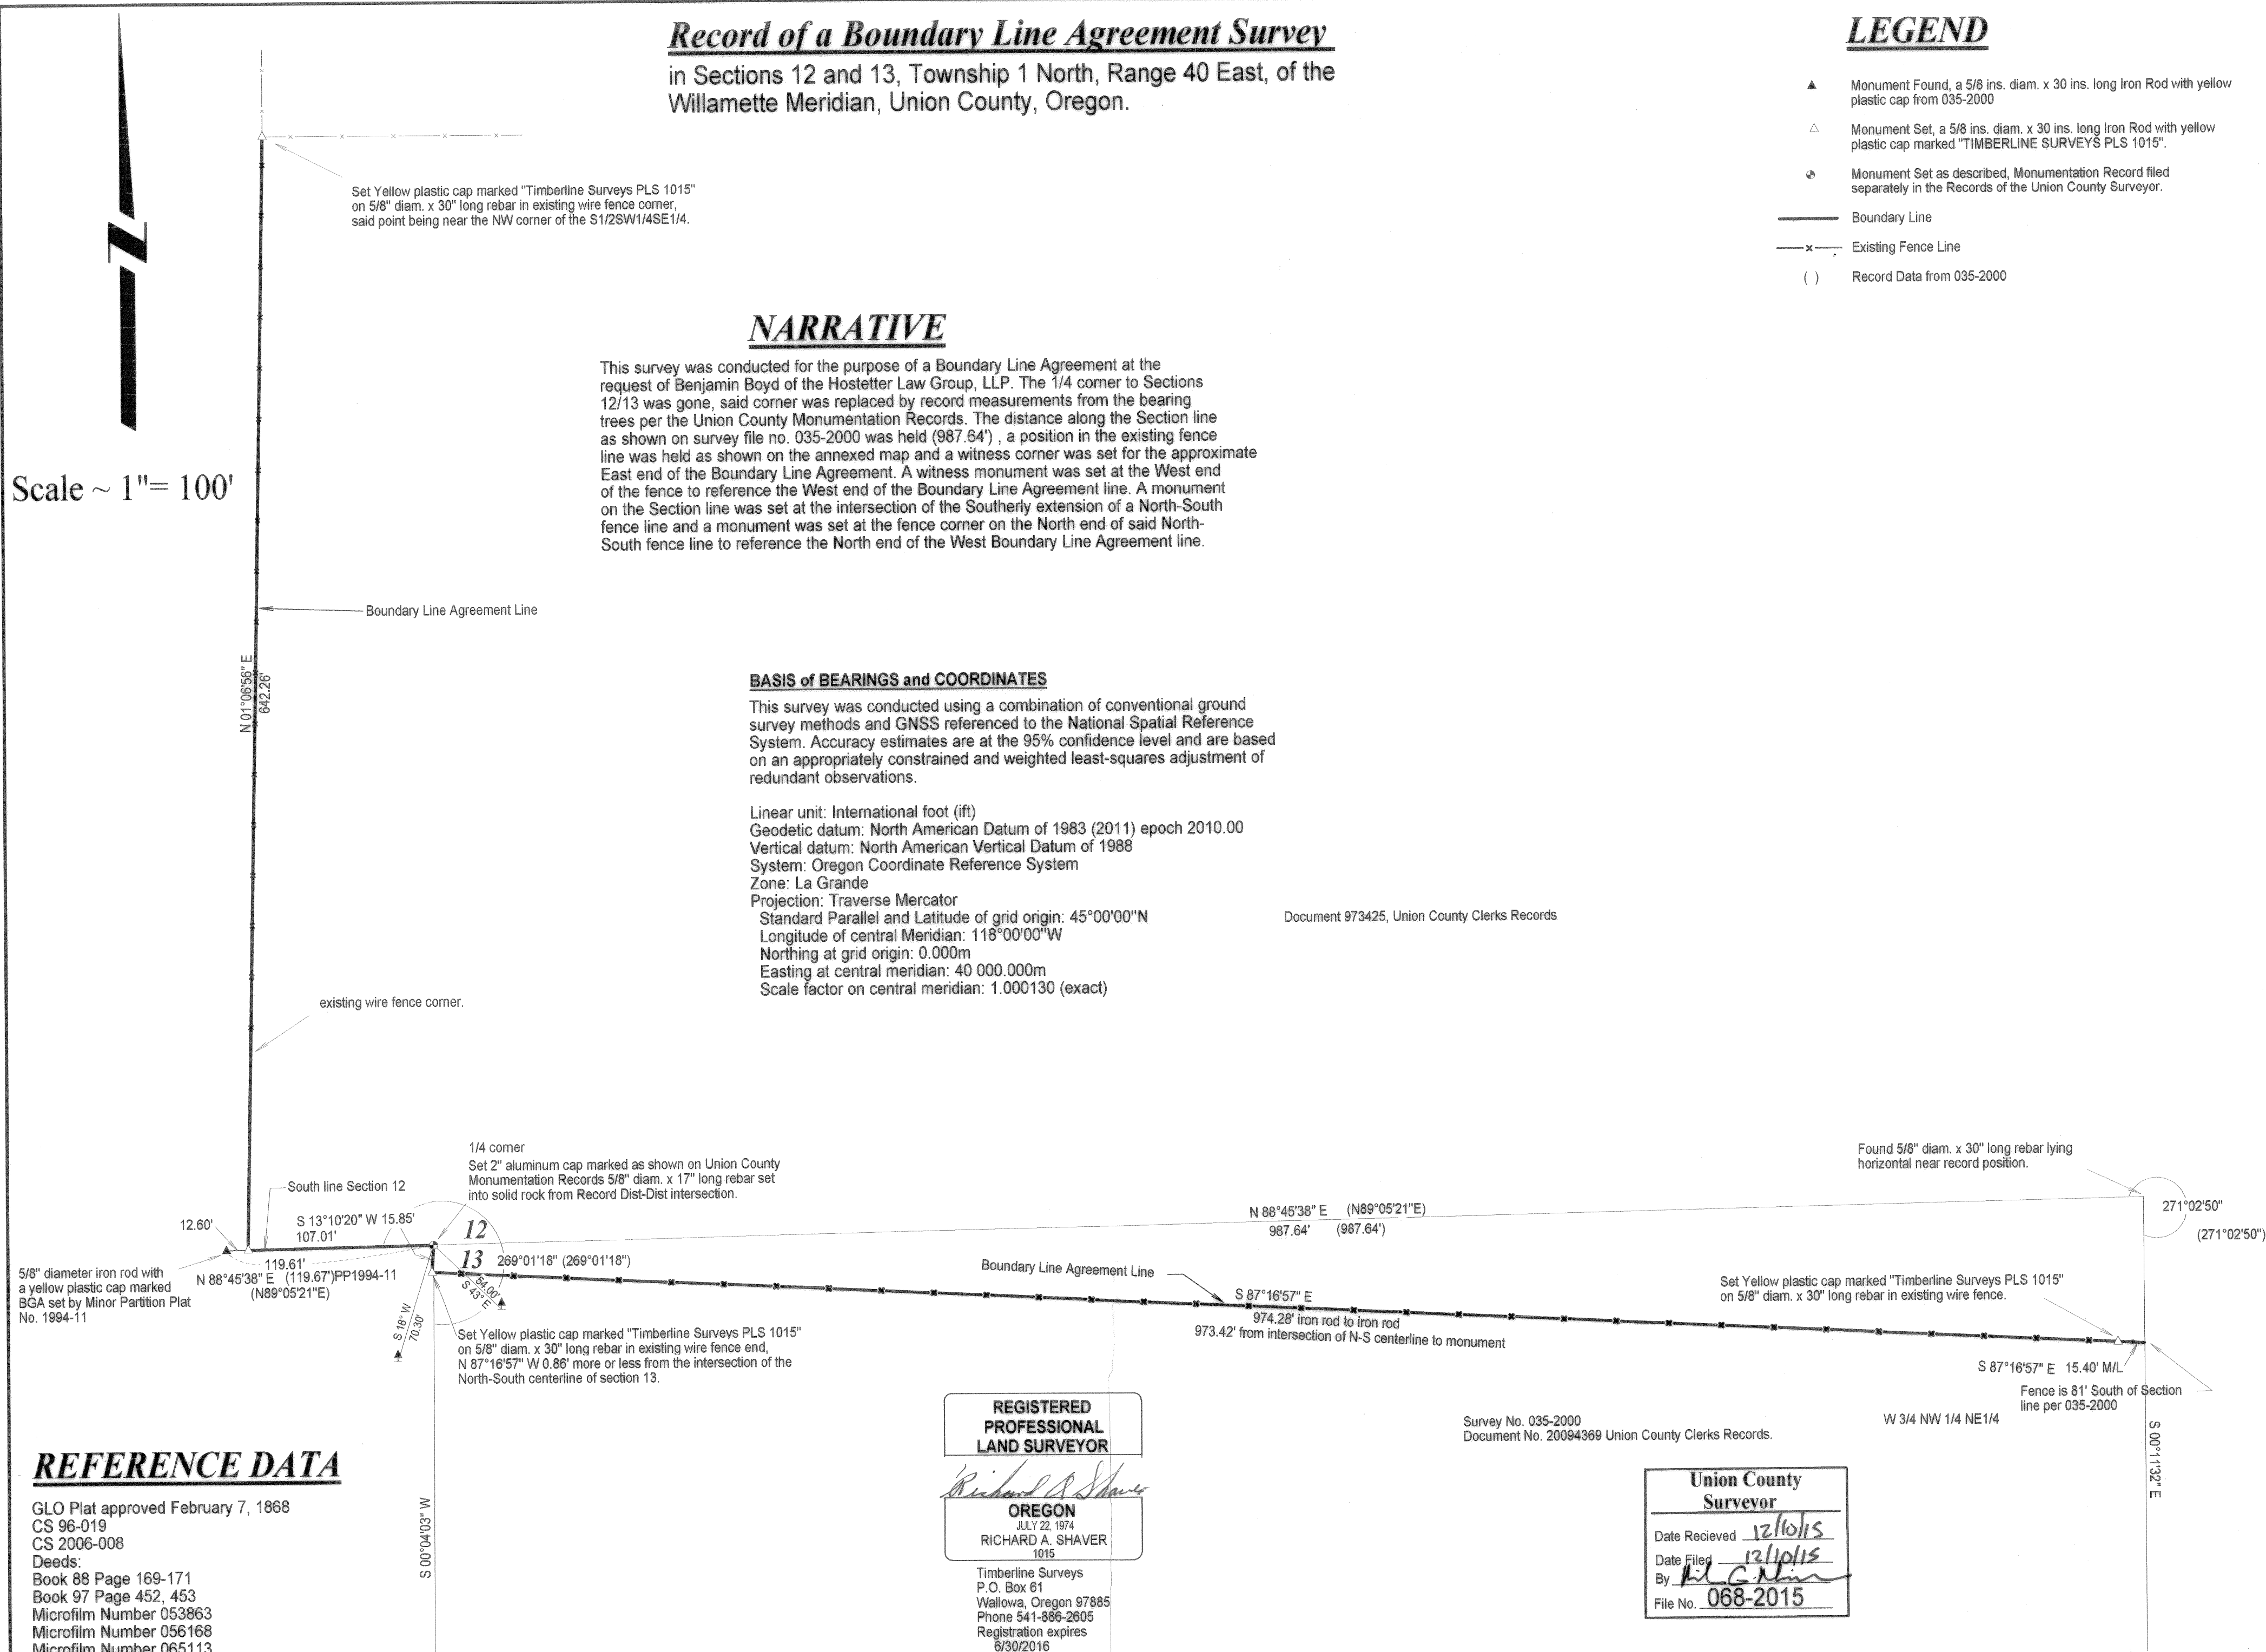 Record of a Boundary Line Agreement Survey
in Sections 12 and 13, Township 1 North, Range 40 East, of the
Willamette Meridian, Union County, Oregon.
LEGEND
Monument Found, a 5/8 ins. diam. x 30 ins. long Iron Rod with yellow
plastic cap from 035-2000
Monument Set, a 5/8 ins. diam. x 30 ins. long Iron Rod with yellow
plastic cap marked "TIMBERLINE SURVEYS PLS 1015".
Monument Set as described, Monumentation Record filed
separately in the Records of the Union County Surveyor.
Boundary Line
Existing Fence Line
( ) Record Data from 035-2000
N
Scale ~ 1"= 100'
Set Yellow plastic cap marked "Timberline Surveys PLS 1015"
on 5/8" diam. x 30" long rebar in existing wire fence corner,
said point being near the NW corner of the S1/2SW1/4SE1/4.
NARRATIVE
This survey was conducted for the purpose of a Boundary Line Agreement at the
request of Benjamin Boyd of the Hostetter Law Group, LLP. The 1/4 corner to Sections
12/13 was gone, said corner was replaced by record measurements from the bearing
trees per the Union County Monumentation Records. The distance along the Section line
as shown on survey file no. 035-2000 was held (987.64') , a position in the existing fence
line was held as shown on the annexed map and a witness corner was set for the approximate
East end of the Boundary Line Agreement. A witness monument was set at the West end
of the fence to reference the West end of the Boundary Line Agreement line. A monument
on the Section line was set at the intersection of the Southerly extension of a North-South
fence line and a monument was set at the fence corner on the North end of said North-
South fence line to reference the North end of the West Boundary Line Agreement line.
Boundary Line Agreement Line
N 01°06'56" E
642.26'
BASIS of BEARINGS and COORDINATES
This survey was conducted using a combination of conventional ground
survey methods and GNSS referenced to the National Spatial Reference
System. Accuracy estimates are at the 95% confidence level and are based
on an appropriately constrained and weighted least-squares adjustment of
redundant observations.
Linear unit: International foot (ift)
Geodetic datum: North American Datum of 1983 (2011) epoch 2010.00
Vertical datum: North American Vertical Datum of 1988
System: Oregon Coordinate Reference System
Zone: La Grande
Projection: Traverse Mercator
Standard Parallel and Latitude of grid origin: 45°00'00"N
Longitude of central Meridian: 118°00'00"W
Northing at grid origin: 0.000m
Easting at central meridian: 40 000.000m
Scale factor on central meridian: 1.000130 (exact)
Document 973425, Union County Clerks Records
existing wire fence corner.
1/4 corner
Set 2" aluminum cap marked as shown on Union County
Monumentation Records 5/8" diam. x 17" long rebar set
into solid rock from Record Dist-Dist intersection.
Found 5/8" diam. x 30" long rebar lying
horizontal near record position.
South line Section 12
12.60'
S 13°10'20" W 15.85'
107.01'
12
13
269°01'18" (269°01'18")
N 88°45'38" E (N89°05'21"E)
987.64' (987.64')
271°02'50"
(271°02'50")
119.61'
N 88°45'38" E (119.67')PP1994-11
(N89°05'21"E)
5/8" diameter iron rod with
a yellow plastic cap marked
BGA set by Minor Partition Plat
No. 1994-11
54.00'
S 43° E
S 18° W
70.30'
Boundary Line Agreement Line
S 87°16'57" E
974.28' iron rod to iron rod
973.42' from intersection of N-S centerline to monument
Set Yellow plastic cap marked "Timberline Surveys PLS 1015"
on 5/8" diam. x 30" long rebar in existing wire fence.
Set Yellow plastic cap marked "Timberline Surveys PLS 1015"
on 5/8" diam. x 30" long rebar in existing wire fence end,
N 87°16'57" W 0.86' more or less from the intersection of the
North-South centerline of section 13.
S 87°16'57" E 15.40' M/L
Fence is 81' South of Section
line per 035-2000
W 3/4 NW 1/4 NE1/4
Survey No. 035-2000
Document No. 20094369 Union County Clerks Records.
S 00°04'03" W
S 00°11'32" E
REFERENCE DATA
GLO Plat approved February 7, 1868
CS 96-019
CS 2006-008
Deeds:
Book 88 Page 169-171
Book 97 Page 452, 453
Microfilm Number 053863
Microfilm Number 056168
Microfilm Number 065113
REGISTERED
PROFESSIONAL
LAND SURVEYOR
Richard A Shaver
OREGON
JULY 22, 1974
RICHARD A. SHAVER
1015
Timberline Surveys
P.O. Box 61
Wallowa, Oregon 97885
Phone 541-886-2605
Registration expires
6/30/2016
Union County
Surveyor
Date Recieved 12/10/15
Date Filed 12/10/15
By
File No. 068-2015